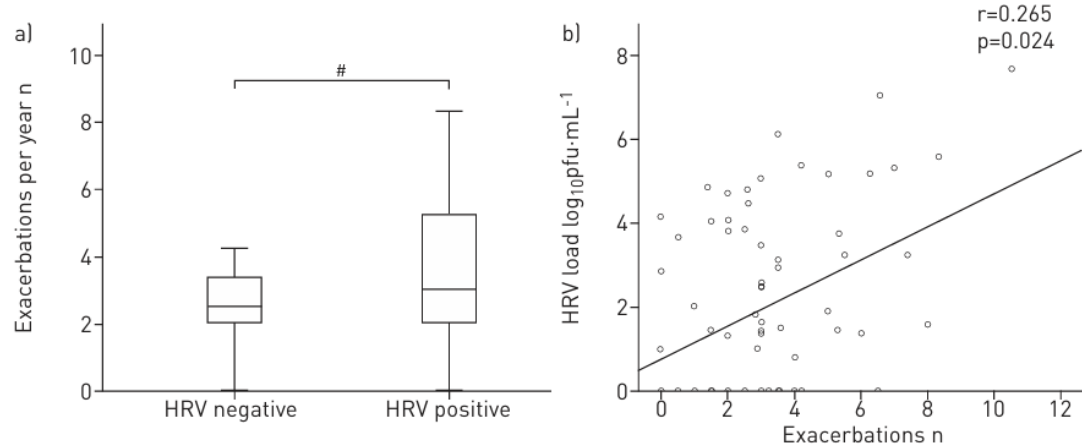 a)
Exacerbations per year n
10
8
6
4
2
0
#
HRV negative
HRV positive
b)
r=0.265
p=0.024
HRV load log₁₀pfu·mL⁻¹
8
6
4
2
0
0 2 4 6 8 10 12
Exacerbations n